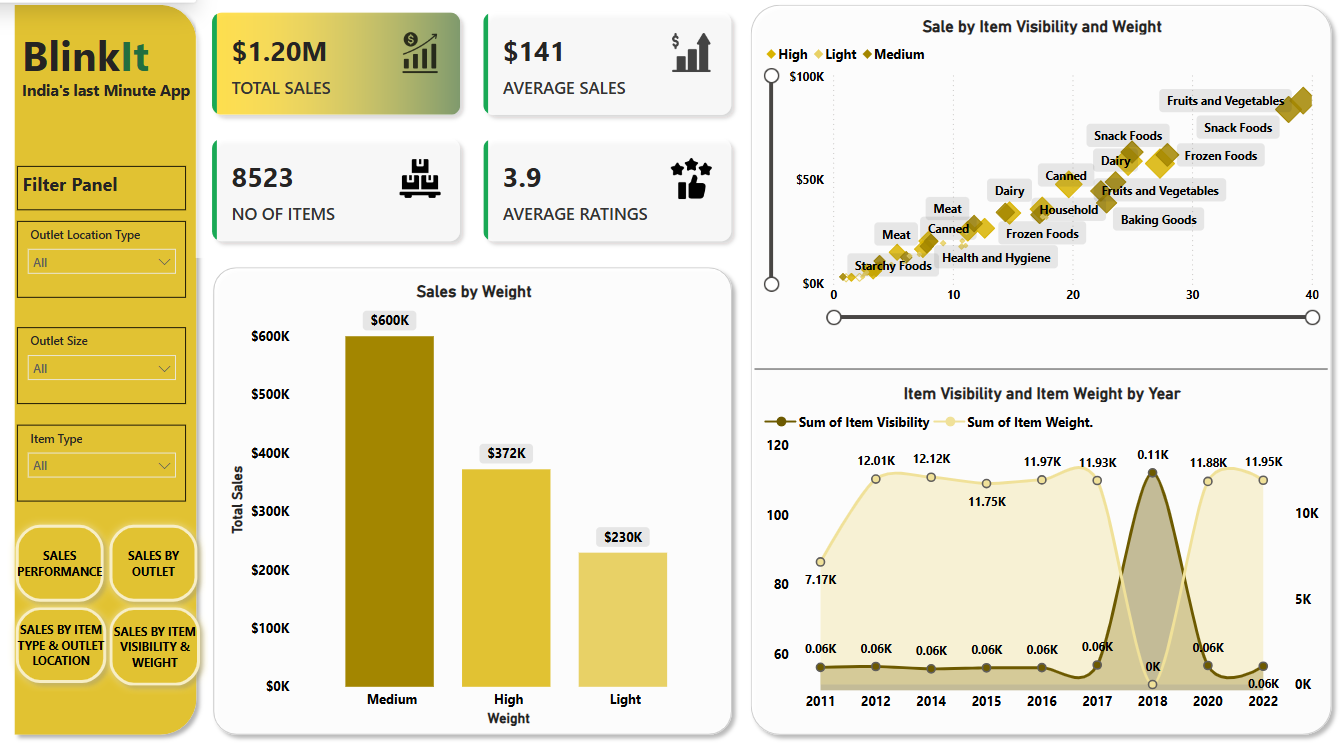 BlinkIt
India's last Minute App
Filter Panel
Outlet Location Type
All
Outlet Size
All
Item Type
All
SALES
PERFORMANCE
SALES BY
OUTLET
SALES BY ITEM
TYPE & OUTLET
LOCATION
SALES BY ITEM
VISIBILITY &
WEIGHT
$1.20M
TOTAL SALES
$141
AVERAGE SALES
8523
NO OF ITEMS
3.9
AVERAGE RATINGS
Sales by Weight
Total Sales
$600K
$500K
$400K
$300K
$200K
$100K
$0K
$600K
$372K
$230K
Medium
High
Light
Weight
Sale by Item Visibility and Weight
High
Light
Medium
$100K
$50K
$0K
Fruits and Vegetables
Snack Foods
Snack Foods
Frozen Foods
Dairy
Canned
Fruits and Vegetables
Dairy
Household
Baking Goods
Meat
Canned
Frozen Foods
Meat
Health and Hygiene
Starchy Foods
0
10
20
30
40
Item Visibility and Item Weight by Year
Sum of Item Visibility
Sum of Item Weight.
120
100
80
60
10K
5K
0K
7.17K
12.01K
12.12K
11.75K
11.97K
11.93K
0.11K
11.88K
11.95K
0.06K
0.06K
0.06K
0.06K
0.06K
0.06K
0K
0.06K
0.06K
2011
2012
2014
2015
2016
2017
2018
2020
2022